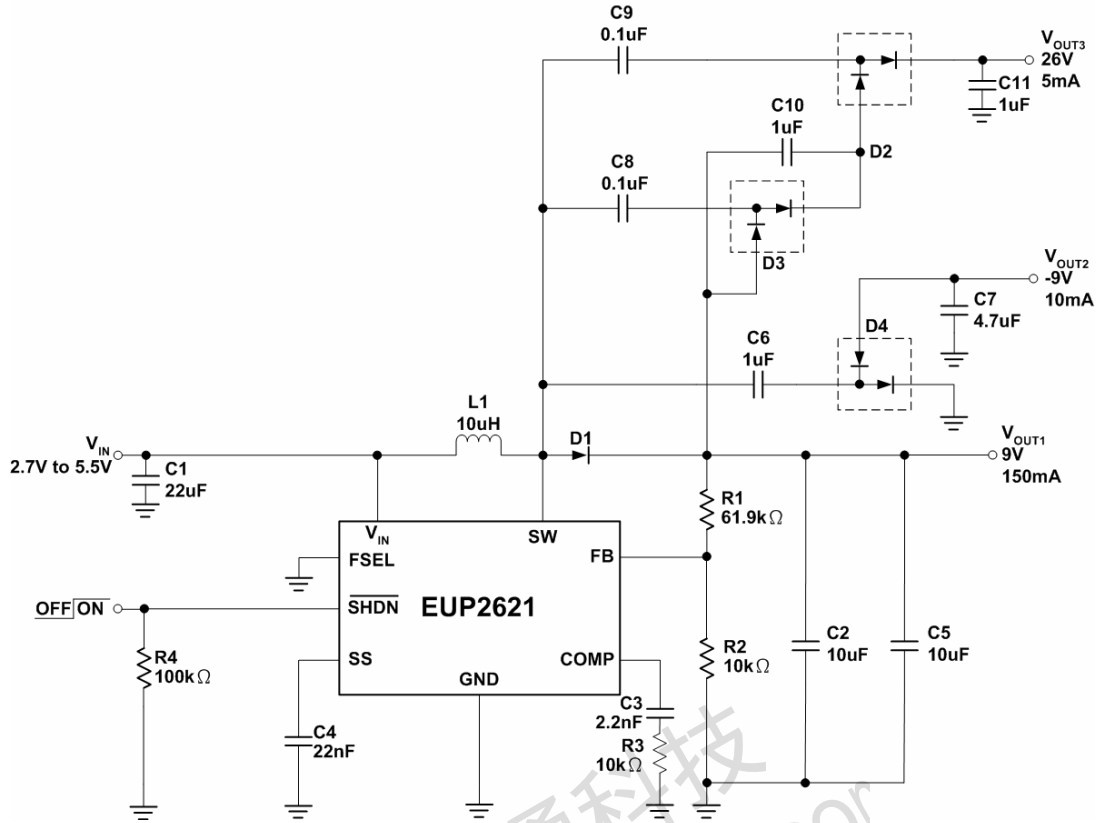 C9
0.1uF
VOUT3
26V
5mA
C11
1uF
C10
1uF
D2
C8
0.1uF
D3
VOUT2
-9V
10mA
C7
4.7uF
D4
C6
1uF
L1
10uH
D1
VIN
2.7V to 5.5V
C1
22uF
VOUT1
9V
150mA
R1
61.9kΩ
VIN
SW
FSEL
FB
OFF ON
SHDN
EUP2621
R4
100kΩ
SS
COMP
GND
R2
10kΩ
C2
10uF
C5
10uF
C3
2.2nF
R3
10kΩ
C4
22nF
科技